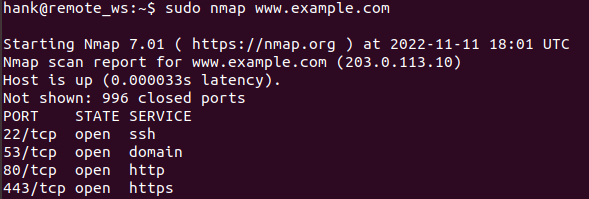 hank@remote_ws:~$ sudo nmap www.example.com

Starting Nmap 7.01 ( https://nmap.org ) at 2022-11-11 18:01 UTC
Nmap scan report for www.example.com (203.0.113.10)
Host is up (0.000033s latency).
Not shown: 996 closed ports
PORT    STATE SERVICE
22/tcp  open  ssh
53/tcp  open  domain
80/tcp  open  http
443/tcp open  https